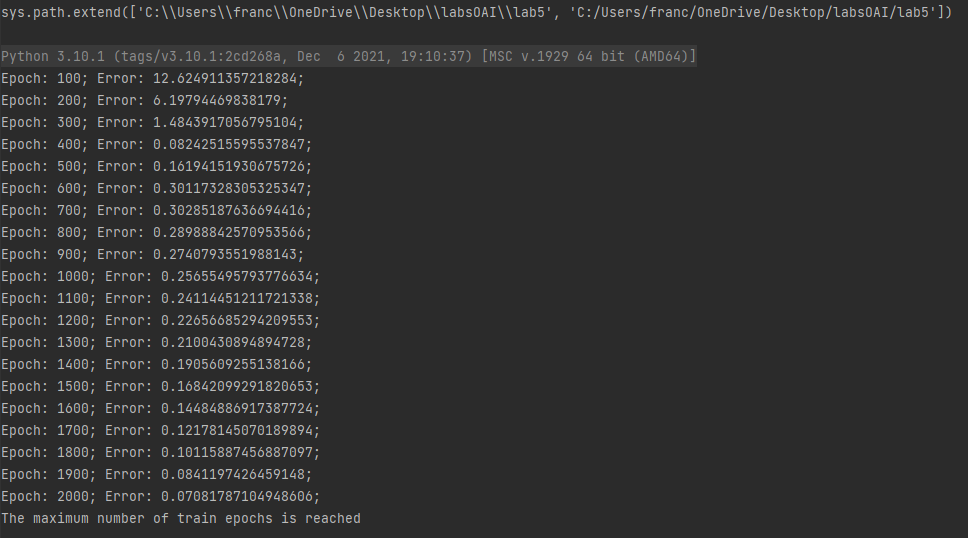 sys.path.extend(['C:\\Users\\franc\\OneDrive\\Desktop\\labsOAI\\lab5', 'C:/Users/franc/OneDrive/Desktop/labsOAI/lab5'])
Python 3.10.1 (tags/v3.10.1:2cd268a, Dec  6 2021, 19:10:37) [MSC v.1929 64 bit (AMD64)]
Epoch: 100; Error: 12.624911357218284;
Epoch: 200; Error: 6.19794469838179;
Epoch: 300; Error: 1.4843917056795104;
Epoch: 400; Error: 0.08242515595537847;
Epoch: 500; Error: 0.16194151930675726;
Epoch: 600; Error: 0.30117328305325347;
Epoch: 700; Error: 0.30285187636694416;
Epoch: 800; Error: 0.28988842570953566;
Epoch: 900; Error: 0.2740793551988143;
Epoch: 1000; Error: 0.25655495793776634;
Epoch: 1100; Error: 0.24114451211721338;
Epoch: 1200; Error: 0.22656685294209553;
Epoch: 1300; Error: 0.2100430894894728;
Epoch: 1400; Error: 0.1905609255138166;
Epoch: 1500; Error: 0.16842099291820653;
Epoch: 1600; Error: 0.14484886917387724;
Epoch: 1700; Error: 0.12178145070189894;
Epoch: 1800; Error: 0.10115887456887097;
Epoch: 1900; Error: 0.0841197426459148;
Epoch: 2000; Error: 0.07081787104948606;
The maximum number of train epochs is reached